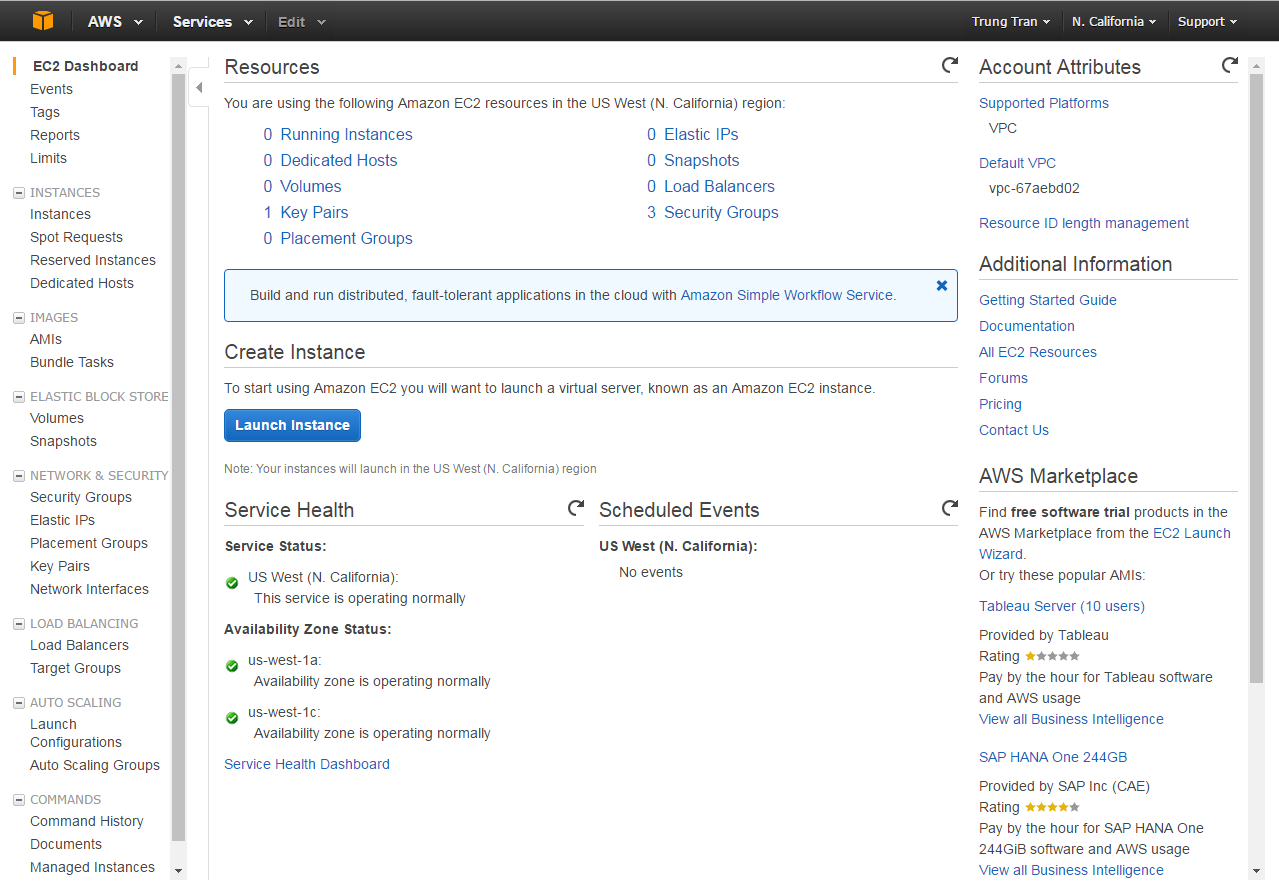 AWS
Services
Edit
Trung Tran
N. California
Support
EC2 Dashboard
Events
Tags
Reports
Limits
INSTANCES
Instances
Spot Requests
Reserved Instances
Dedicated Hosts
IMAGES
AMIs
Bundle Tasks
ELASTIC BLOCK STORE
Volumes
Snapshots
NETWORK & SECURITY
Security Groups
Elastic IPs
Placement Groups
Key Pairs
Network Interfaces
LOAD BALANCING
Load Balancers
Target Groups
AUTO SCALING
Launch
Configurations
Auto Scaling Groups
COMMANDS
Command History
Documents
Managed Instances
Resources
You are using the following Amazon EC2 resources in the US West (N. California) region:
0 Running Instances
0 Dedicated Hosts
0 Volumes
1 Key Pairs
0 Placement Groups
0 Elastic IPs
0 Snapshots
0 Load Balancers
3 Security Groups
Build and run distributed, fault-tolerant applications in the cloud with Amazon Simple Workflow Service.
Create Instance
To start using Amazon EC2 you will want to launch a virtual server, known as an Amazon EC2 instance.
Launch Instance
Note: Your instances will launch in the US West (N. California) region
Service Health
Service Status:
US West (N. California):
This service is operating normally
Availability Zone Status:
us-west-1a:
Availability zone is operating normally
us-west-1c:
Availability zone is operating normally
Service Health Dashboard
Scheduled Events
US West (N. California):
No events
Account Attributes
Supported Platforms
VPC
Default VPC
vpc-67aebd02
Resource ID length management
Additional Information
Getting Started Guide
Documentation
All EC2 Resources
Forums
Pricing
Contact Us
AWS Marketplace
Find free software trial products in the
AWS Marketplace from the EC2 Launch
Wizard.
Or try these popular AMIs:
Tableau Server (10 users)
Provided by Tableau
Rating
Pay by the hour for Tableau software
and AWS usage
View all Business Intelligence
SAP HANA One 244GB
Provided by SAP Inc (CAE)
Rating
Pay by the hour for SAP HANA One
244GiB software and AWS usage
View all Business Intelligence